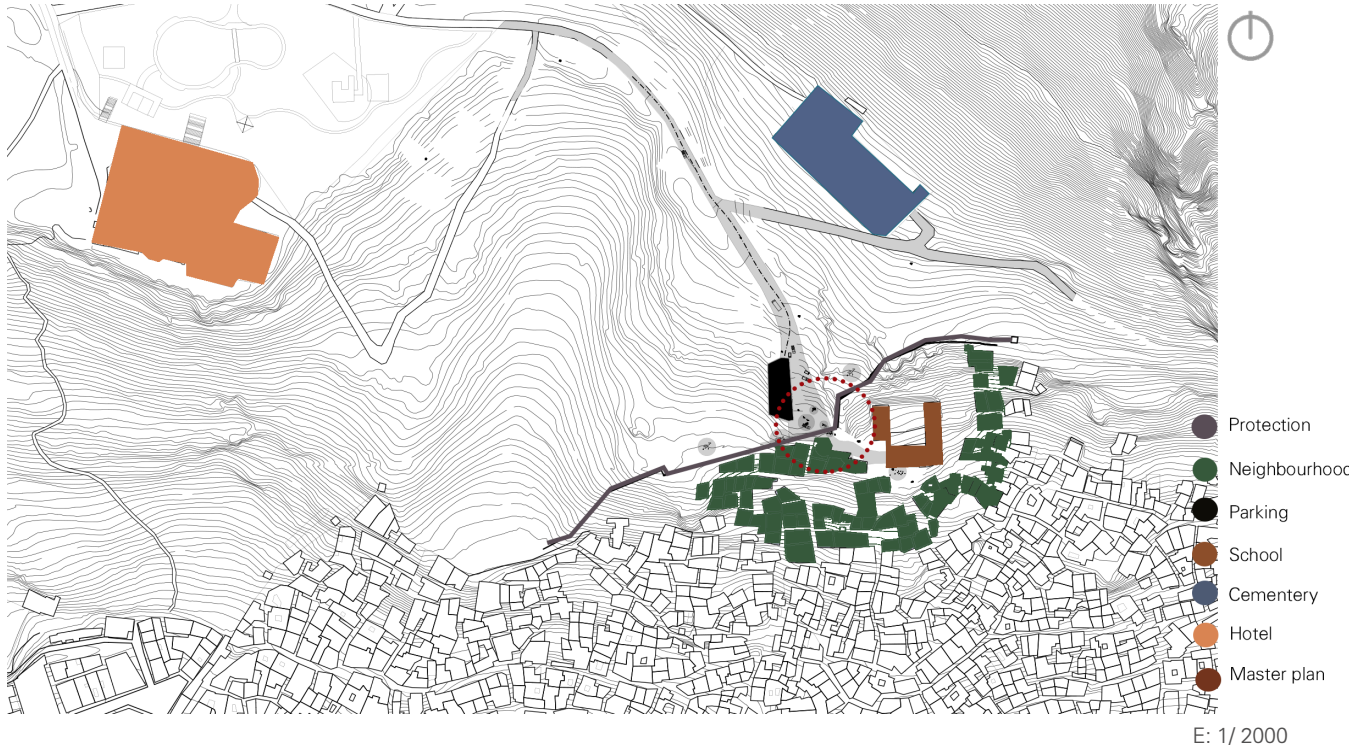 Protection
Neighbourhood
Parking
School
Cementery
Hotel
Master plan
E: 1/ 2000